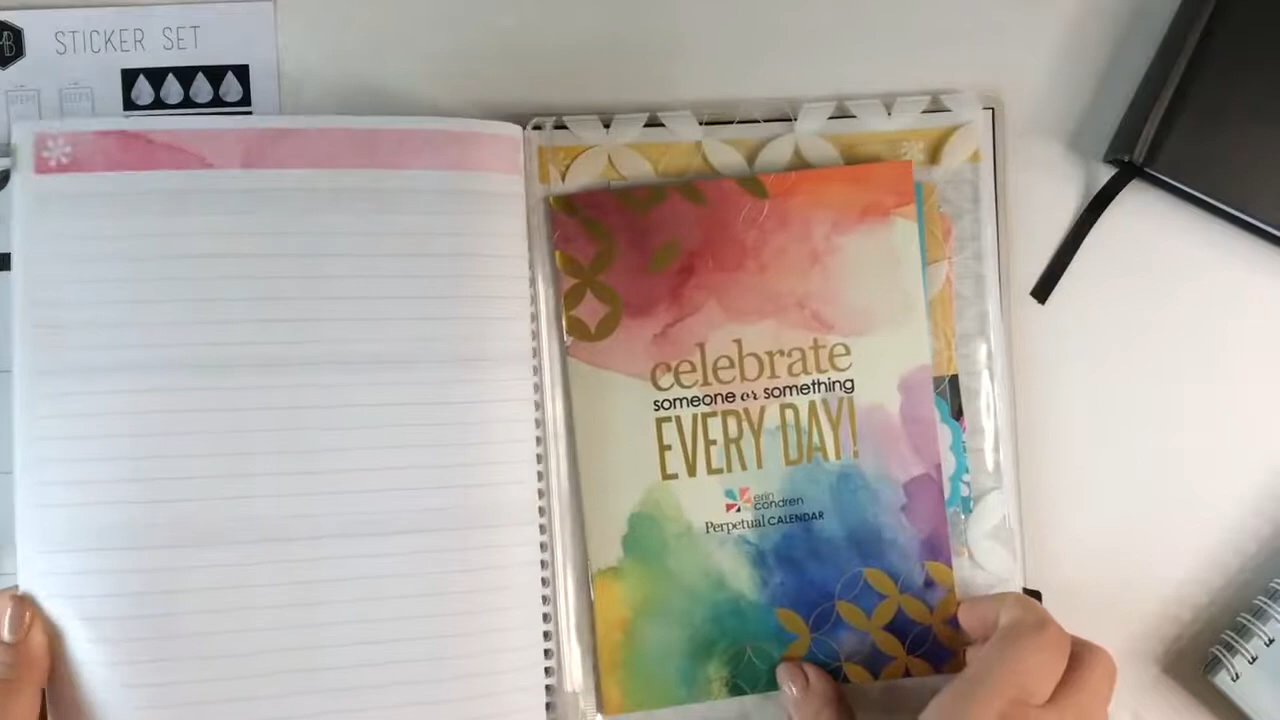 STICKER SET
celebrate
someone or something
EVERY DAY!
erin
condren
Perpetual CALENDAR